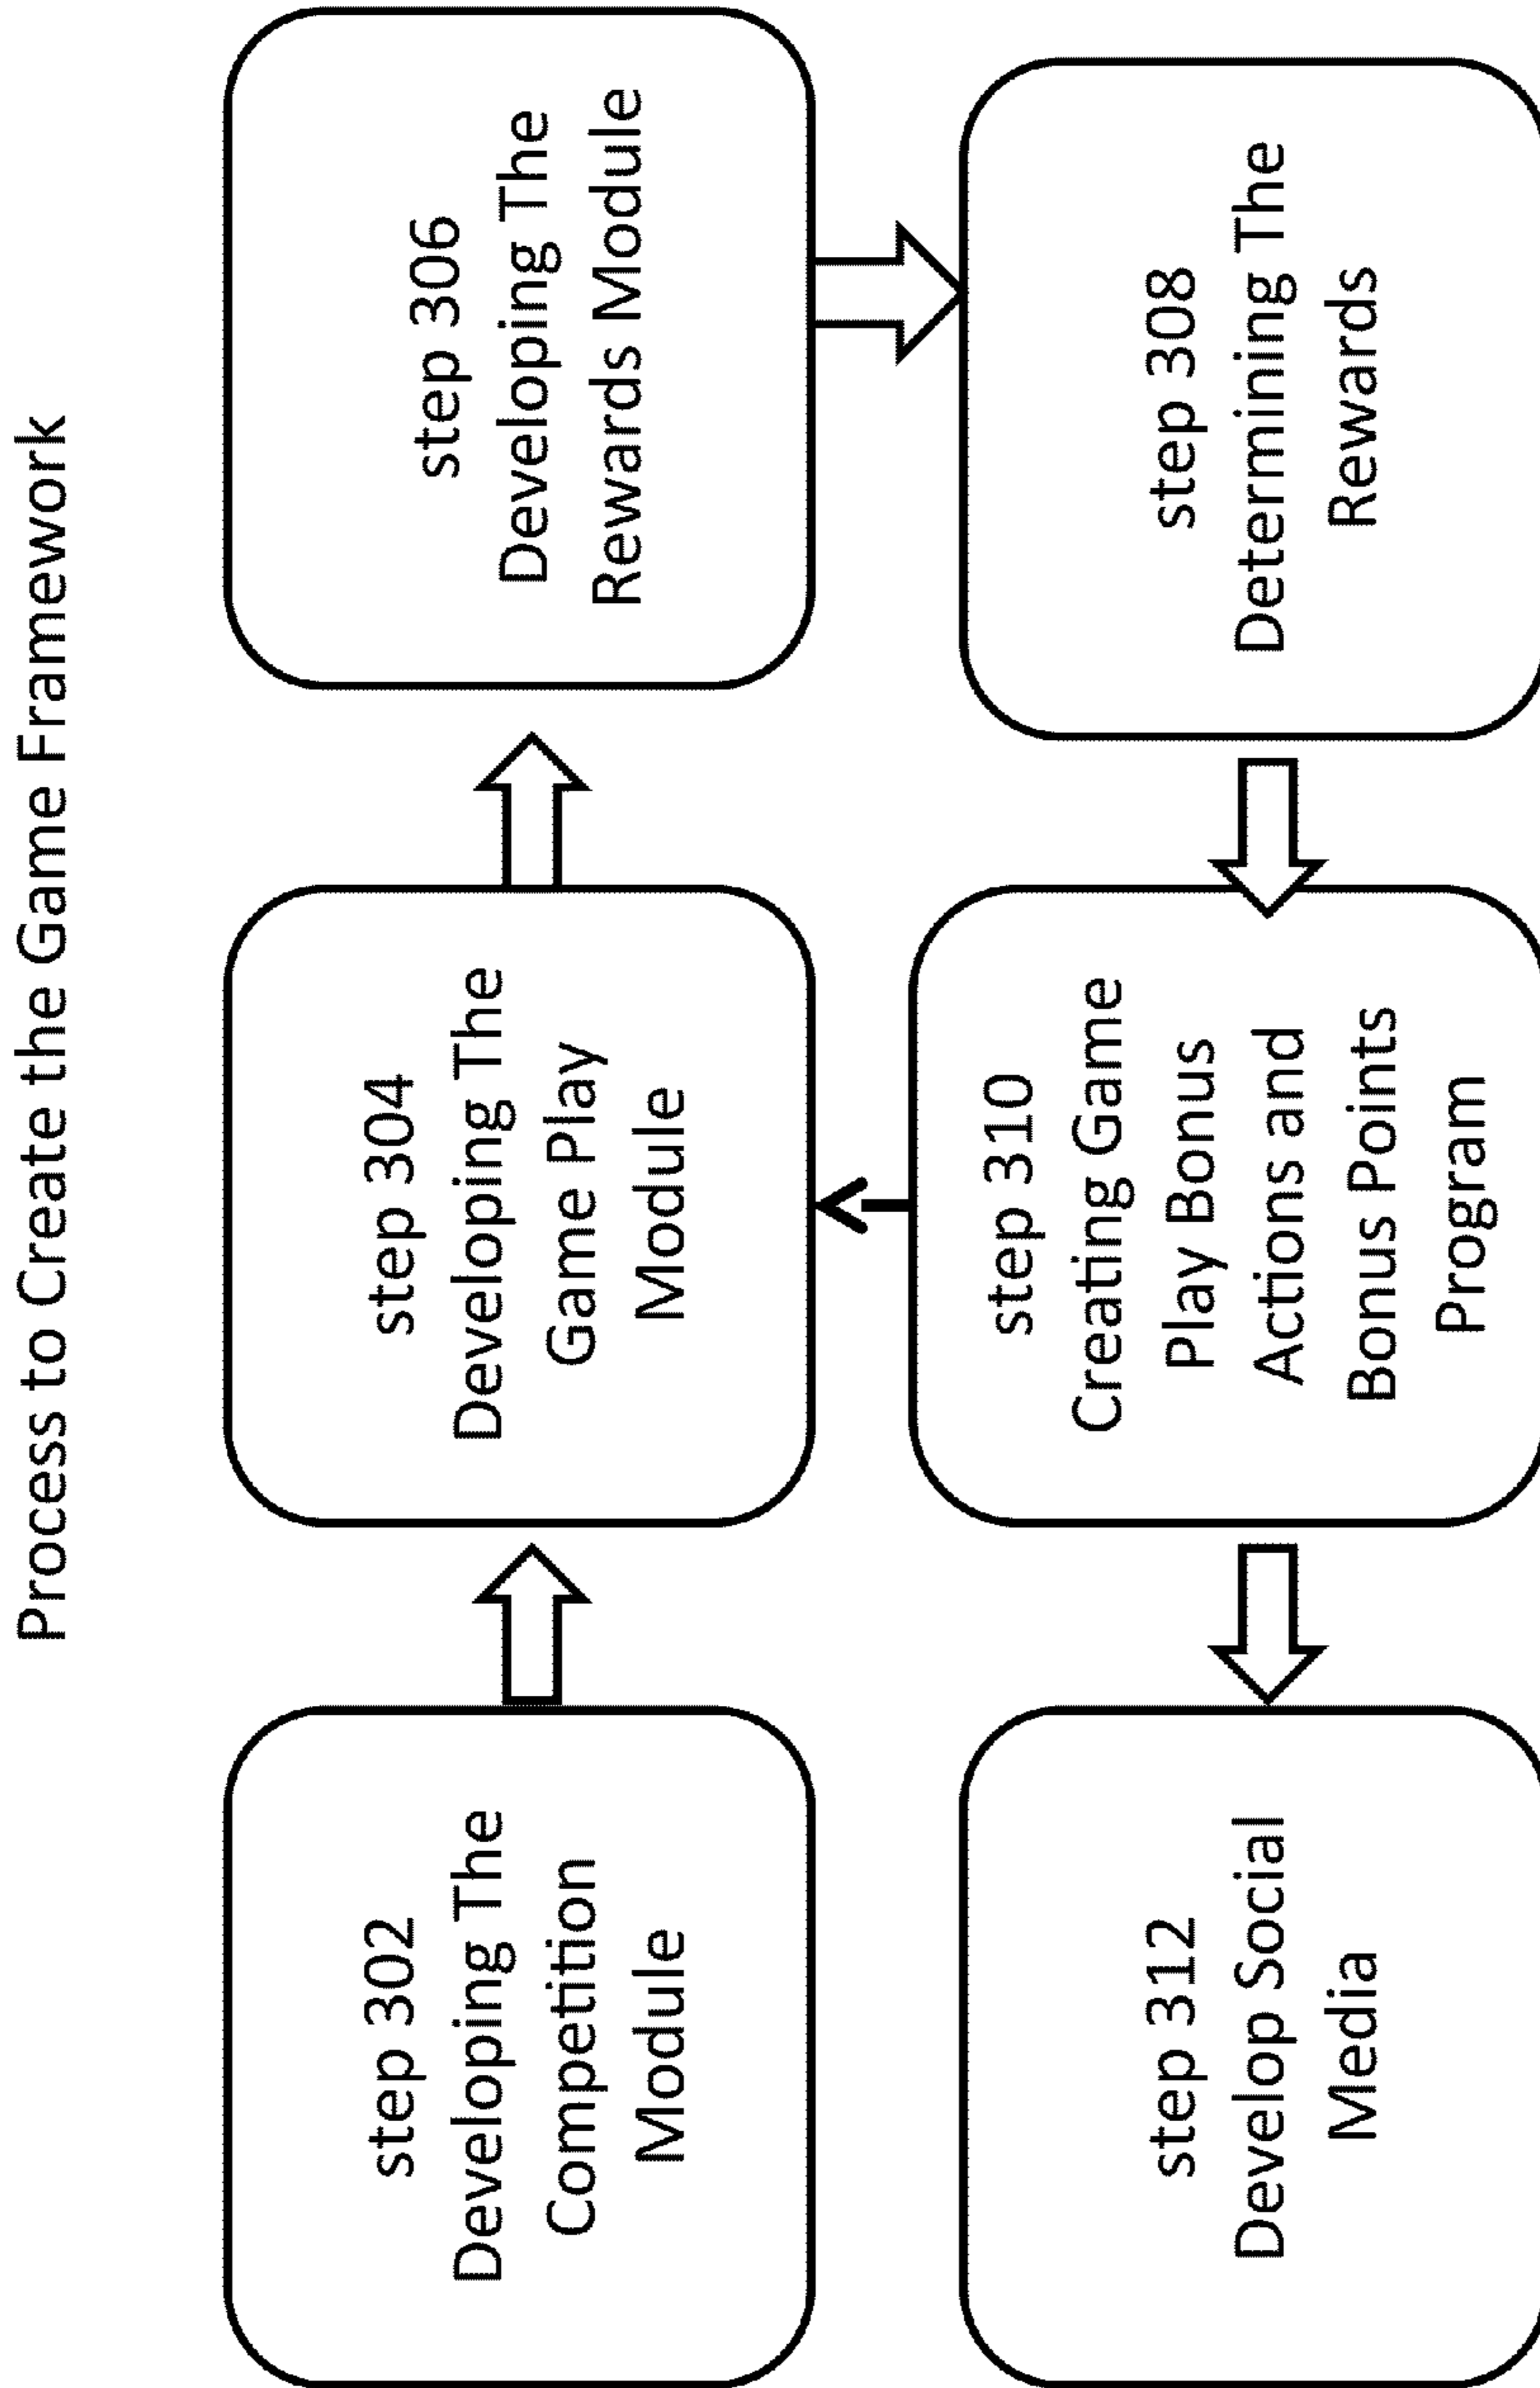 Process to Create the Game Framework
step 302
Developing The
Competition
Module
step 304
Developing The
Game Play
Module
step 306
Developing The
Rewards Module
step 308
Determining The
Rewards
step 310
Creating Game
Play Bonus
Actions and
Bonus Points
Program
step 312
Develop Social
Media